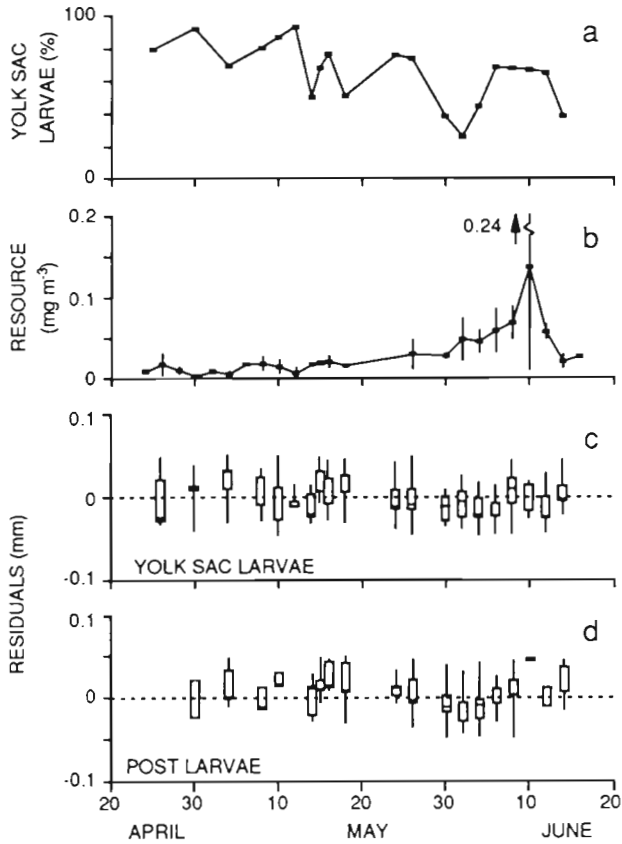 100
YOLK SAC
LARVAE (%)
0
a
0.2
RESOURCE
(mg m⁻³)
0.1
0
0.24
b
0.1
0
-0.1
c
YOLK SAC LARVAE
RESIDUALS (mm)
0.1
0
-0.1
d
POST LARVAE
20 30 10 20 30 10 20
APRIL MAY JUNE